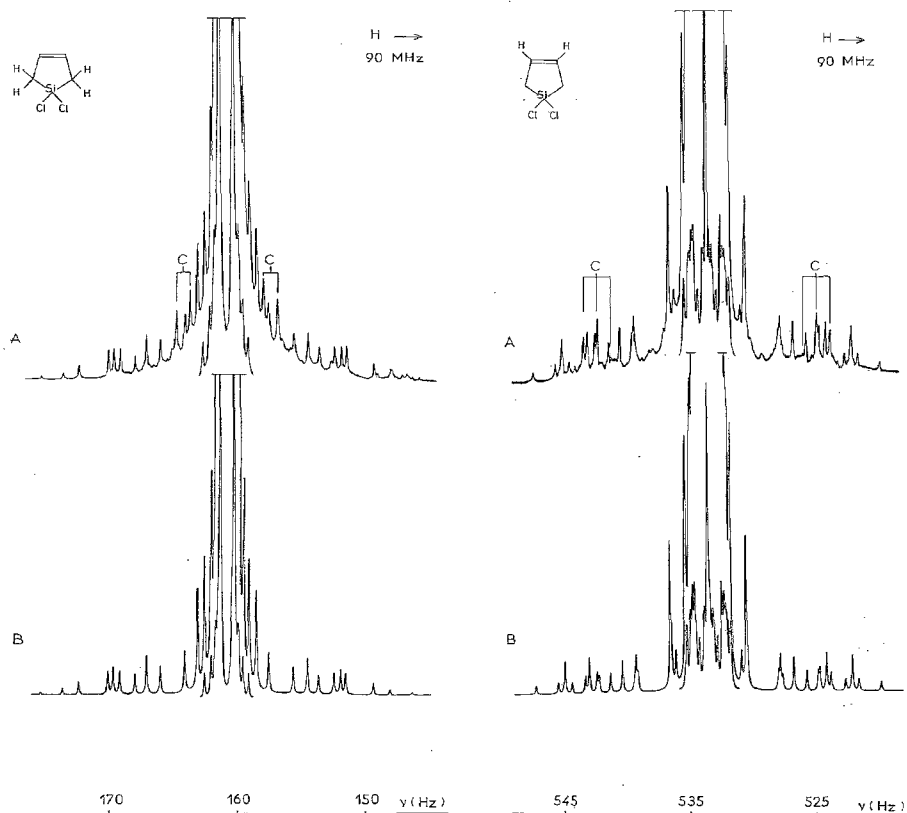 H →
90 MHz
H
H
H
H
Si
Cl Cl
C
C
A
B
170 160 150 ν(Hz)
H →
90 MHz
H
H
Si
Cl Cl
C
C
A
B
545 535 525 ν(Hz)